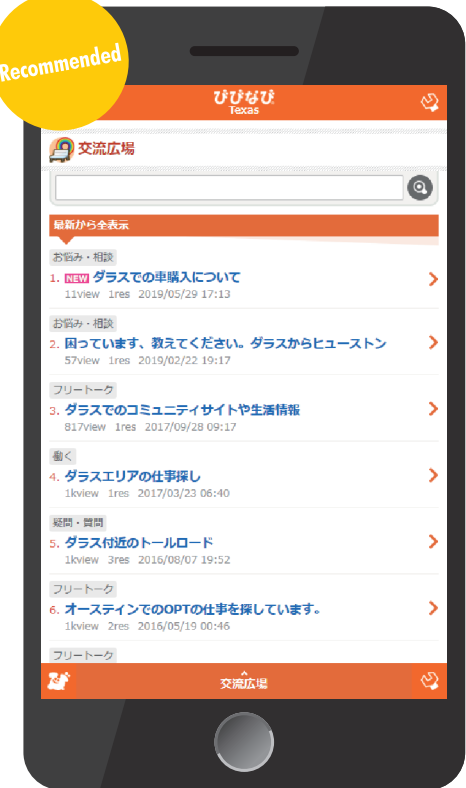 Recommended
びびなび
Texas
交流広場
最新から全表示
お悩み・相談
1. NEW ダラスでの車購入について
11view 1res 2019/05/29 17:13
お悩み・相談
2. 困っています、教えてください。ダラスからヒューストン
57view 1res 2019/02/22 19:17
フリートーク
3. ダラスでのコミュニティサイトや生活情報
817view 1res 2017/09/28 09:17
働く
4. ダラスエリアの仕事探し
1kview 1res 2017/03/23 06:40
疑問・質問
5. ダラス付近のトールロード
1kview 3res 2016/08/07 19:52
フリートーク
6. オースティンでのOPTの仕事を探しています。
1kview 2res 2016/05/19 00:46
フリートーク
交流広場